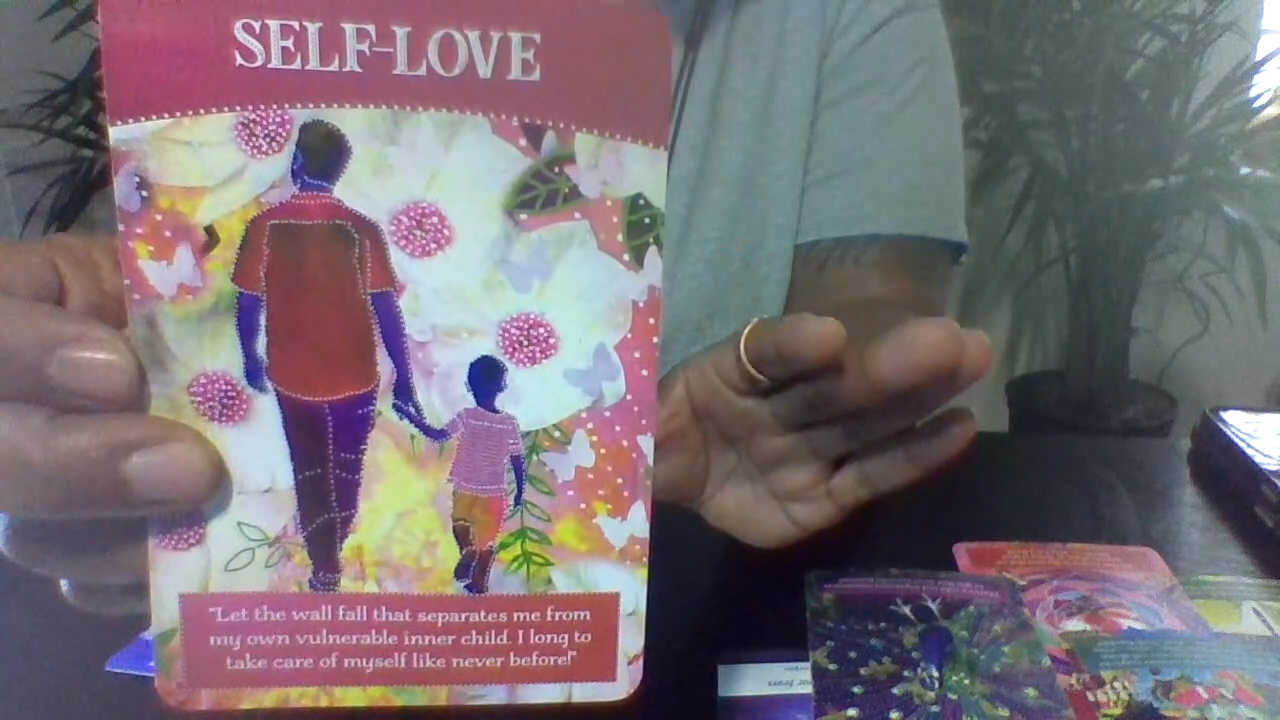 SELF-LOVE
"Let the wall fall that separates me from
my own vulnerable inner child. I long to
take care of myself like never before!"